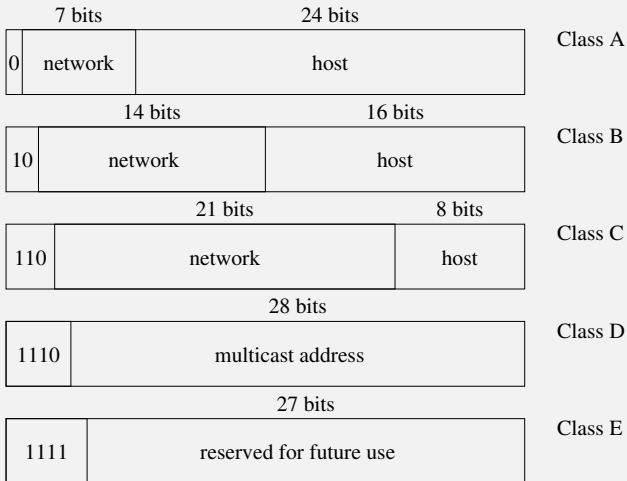 7 bits 24 bits
Class A
0 network host
14 bits 16 bits
Class B
10 network host
21 bits 8 bits
Class C
110 network host
28 bits
Class D
1110 multicast address
27 bits
Class E
1111 reserved for future use